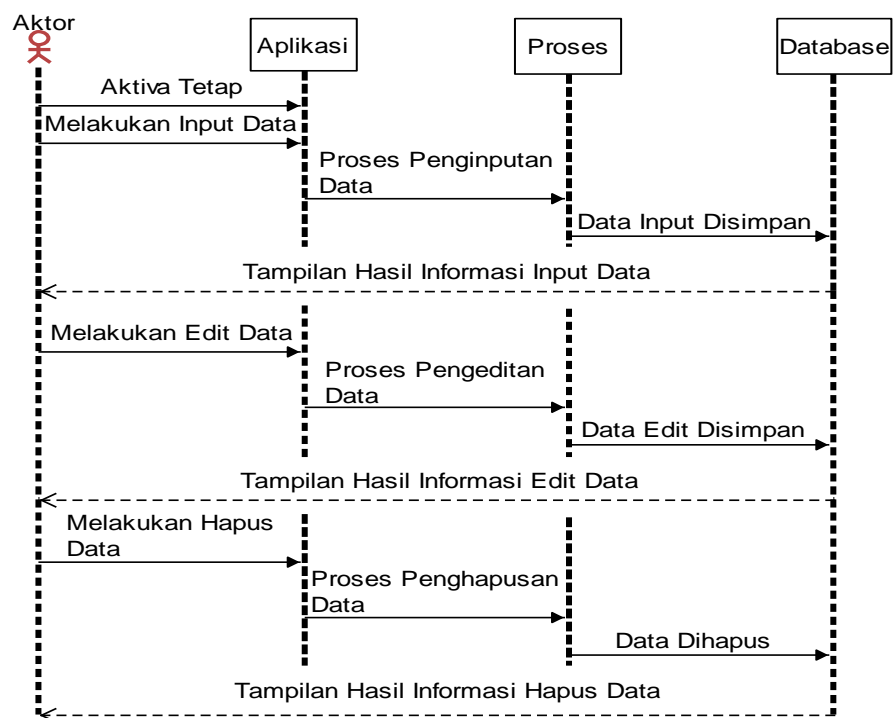 Aktor
Aplikasi
Proses
Database
Aktiva Tetap
Melakukan Input Data
Proses Penginputan
Data
Data Input Disimpan
Tampilan Hasil Informasi Input Data
Melakukan Edit Data
Proses Pengeditan
Data
Data Edit Disimpan
Tampilan Hasil Informasi Edit Data
Melakukan Hapus
Data
Proses Penghapusan
Data
Data Dihapus
Tampilan Hasil Informasi Hapus Data